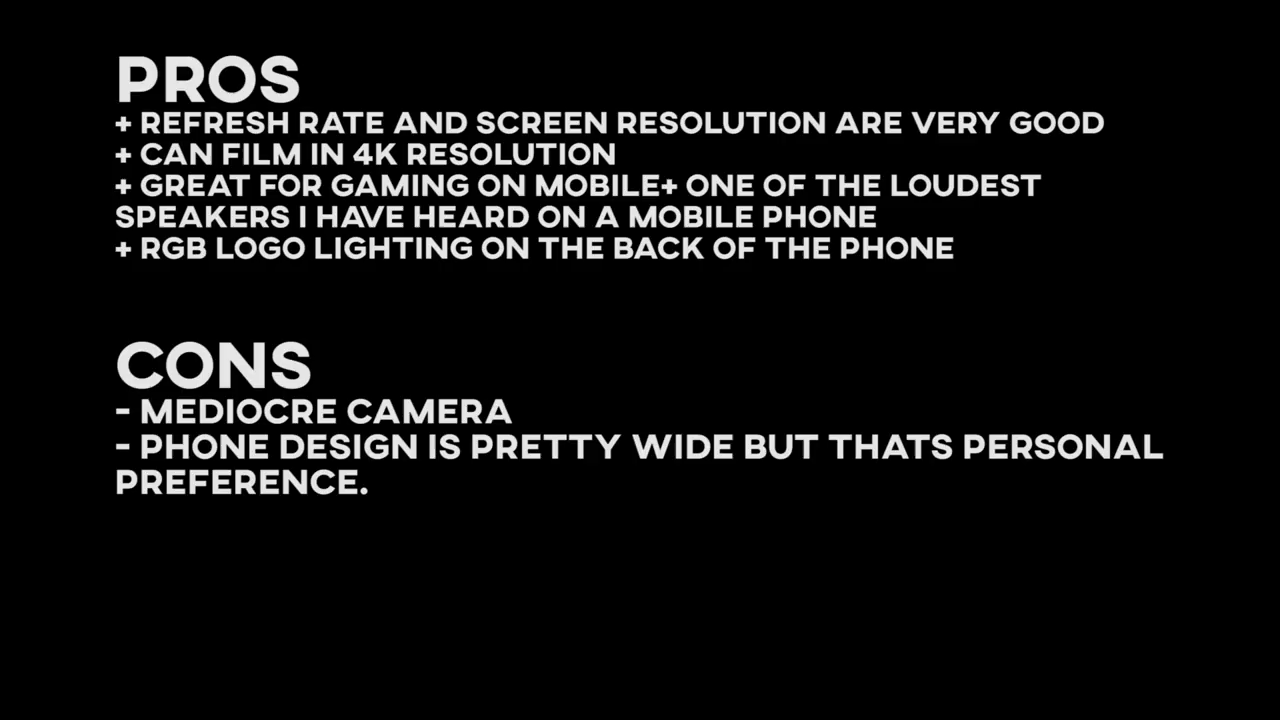 PROS
+ REFRESH RATE AND SCREEN RESOLUTION ARE VERY GOOD
+ CAN FILM IN 4K RESOLUTION
+ GREAT FOR GAMING ON MOBILE+ ONE OF THE LOUDEST
SPEAKERS I HAVE HEARD ON A MOBILE PHONE
+ RGB LOGO LIGHTING ON THE BACK OF THE PHONE
CONS
- MEDIOCRE CAMERA
- PHONE DESIGN IS PRETTY WIDE BUT THATS PERSONAL
PREFERENCE.